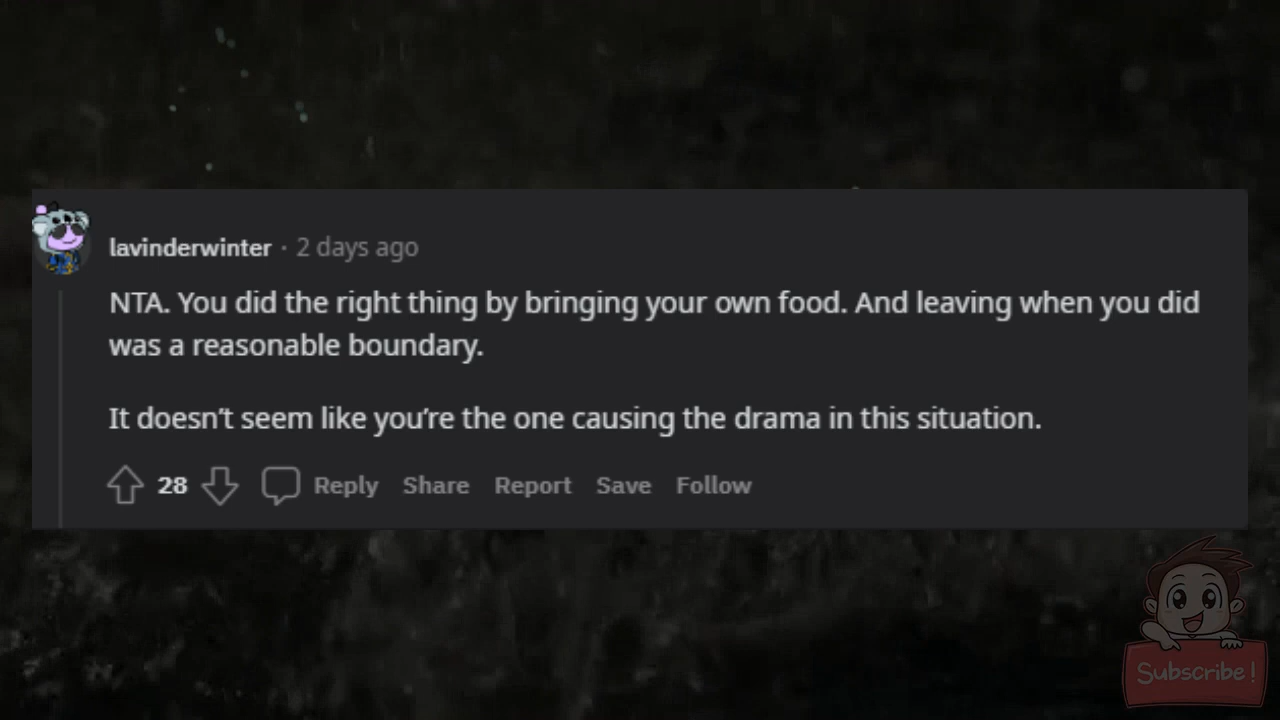 lavinderwinter · 2 days ago
NTA. You did the right thing by bringing your own food. And leaving when you did
was a reasonable boundary.
It doesn't seem like you're the one causing the drama in this situation.
28 Reply Share Report Save Follow
Subscribe!